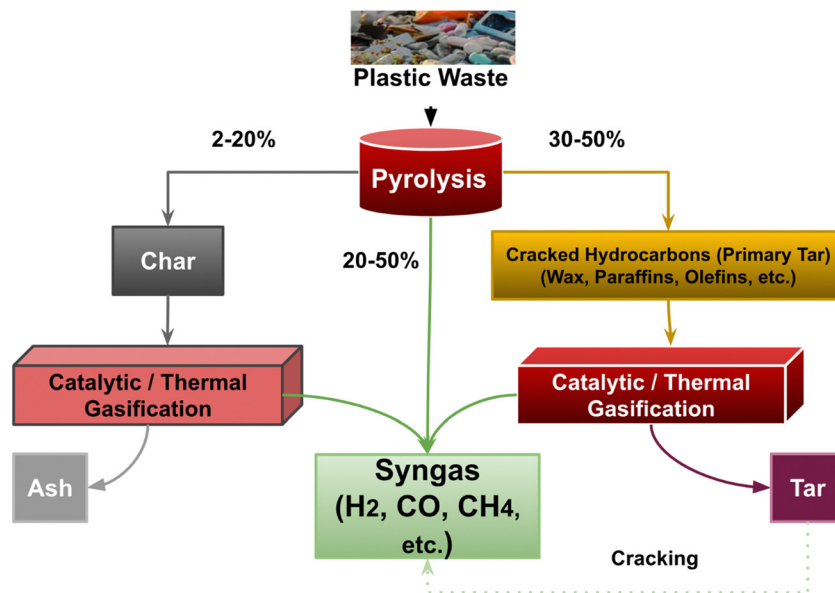 Plastic Waste
2-20%
30-50%
Pyrolysis
Char
20-50%
Cracked Hydrocarbons (Primary Tar)
(Wax, Paraffins, Olefins, etc.)
Catalytic / Thermal
Gasification
Catalytic / Thermal
Gasification
Ash
Syngas
(H2, CO, CH4,
etc.)
Tar
Cracking